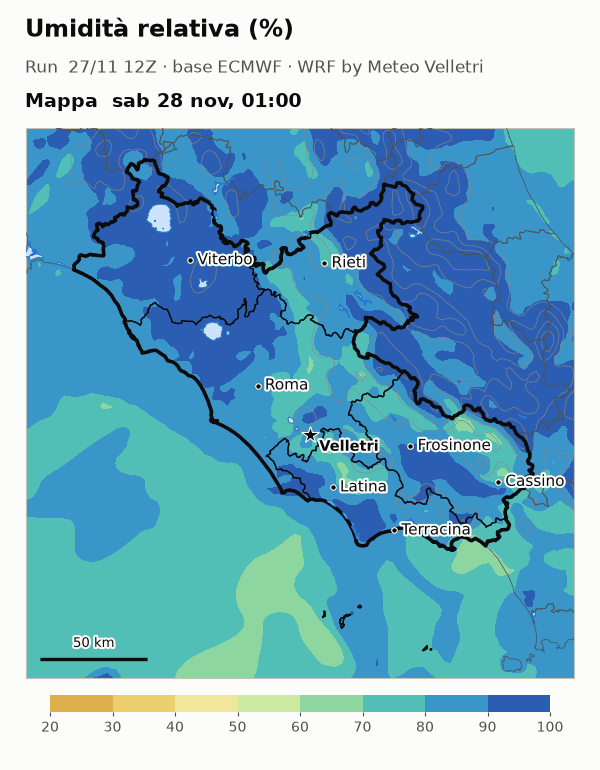 Umidità relativa (%)
Run  27/11 12Z · base ECMWF · WRF by Meteo Velletri
Mappa  sab 28 nov, 01:00
Viterbo
Rieti
Roma
Velletri
Frosinone
Latina
Cassino
Terracina
50 km
20 30 40 50 60 70 80 90 100